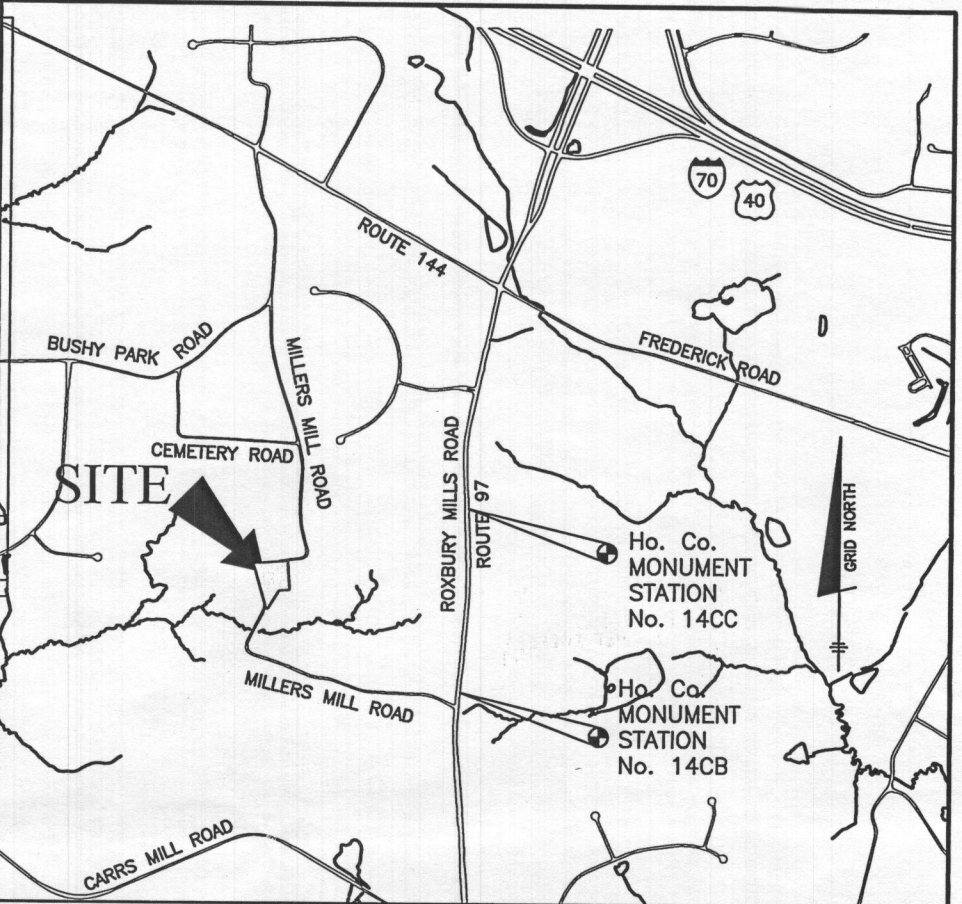 70
40
ROUTE 144
BUSHY PARK ROAD
MILLERS MILL ROAD
FREDERICK ROAD
CEMETERY ROAD
SITE
ROXBURY MILLS ROAD
ROUTE 97
GRID NORTH
Ho. Co.
MONUMENT
STATION
No. 14CC
MILLERS MILL ROAD
Ho. Co.
MONUMENT
STATION
No. 14CB
CARRS MILL ROAD